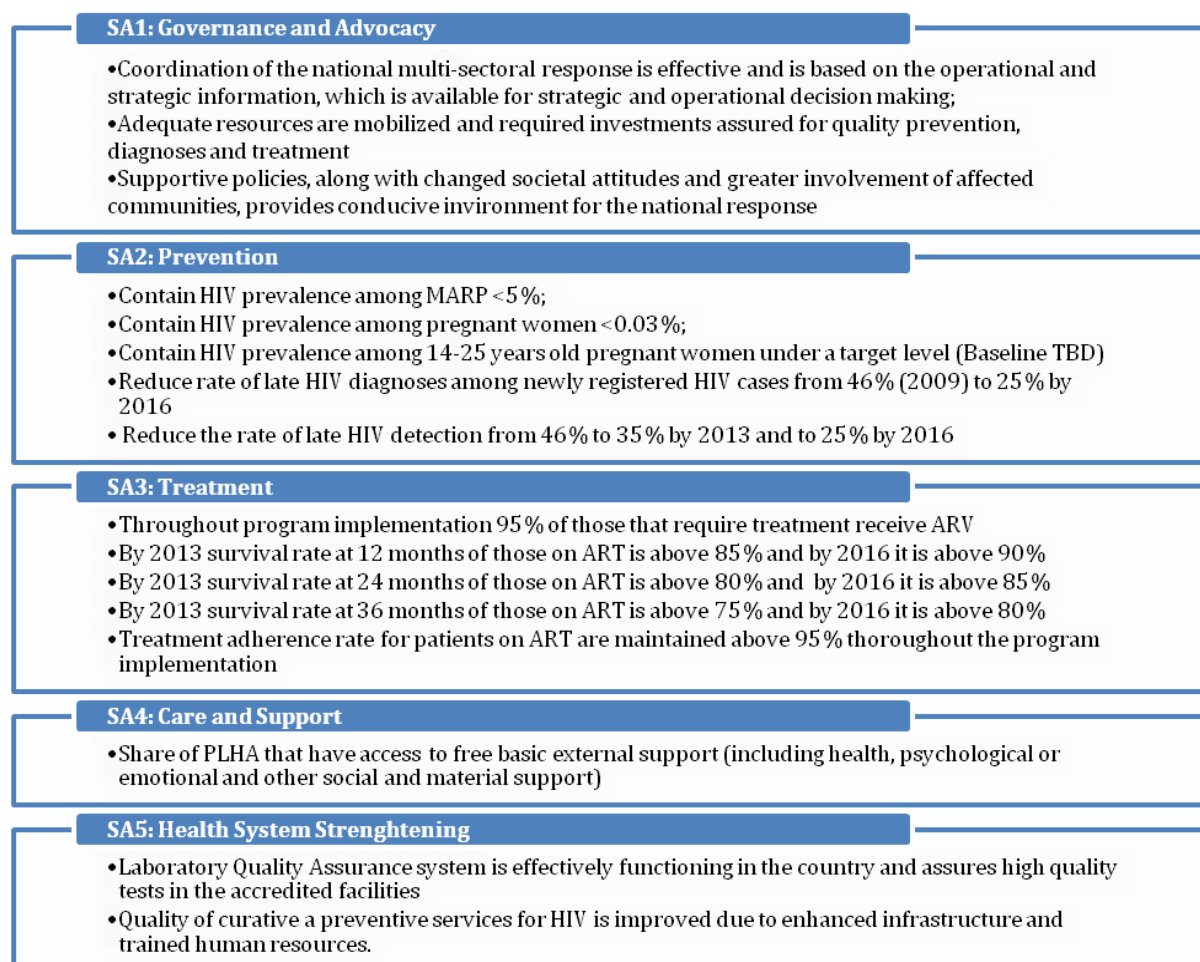 SA1: Governance and Advocacy
•Coordination of the national multi-sectoral response is effective and is based on the operational and
strategic information, which is available for strategic and operational decision making;
•Adequate resources are mobilized and required investments assured for quality prevention,
diagnoses and treatment
•Supportive policies, along with changed societal attitudes and greater involvement of affected
communities, provides conducive invironment for the national response
SA2: Prevention
•Contain HIV prevalence among MARP <5%;
•Contain HIV prevalence among pregnant women <0.03%;
•Contain HIV prevalence among 14-25 years old pregnant women under a target level (Baseline TBD)
•Reduce rate of late HIV diagnoses among newly registered HIV cases from 46% (2009) to 25% by
2016
• Reduce the rate of late HIV detection from 46% to 35% by 2013 and to 25% by 2016
SA3: Treatment
•Throughout program implementation 95% of those that require treatment receive ARV
•By 2013 survival rate at 12 months of those on ART is above 85% and by 2016 it is above 90%
•By 2013 survival rate at 24 months of those on ART is above 80% and by 2016 it is above 85%
•By 2013 survival rate at 36 months of those on ART is above 75% and by 2016 it is above 80%
•Treatment adherence rate for patients on ART are maintained above 95% thoroughout the program
implementation
SA4: Care and Support
•Share of PLHA that have access to free basic external support (including health, psychological or
emotional and other social and material support)
SA5: Health System Strenghtening
•Laboratory Quality Assurance system is effectively functioning in the country and assures high quality
tests in the accredited facilities
•Quality of curative a preventive services for HIV is improved due to enhanced infrastructure and
trained human resources.